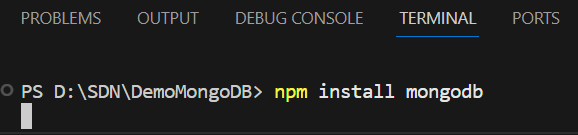 PROBLEMS OUTPUT DEBUG CONSOLE TERMINAL PORTS
PS D:\SDN\DemoMongoDB> npm install mongodb